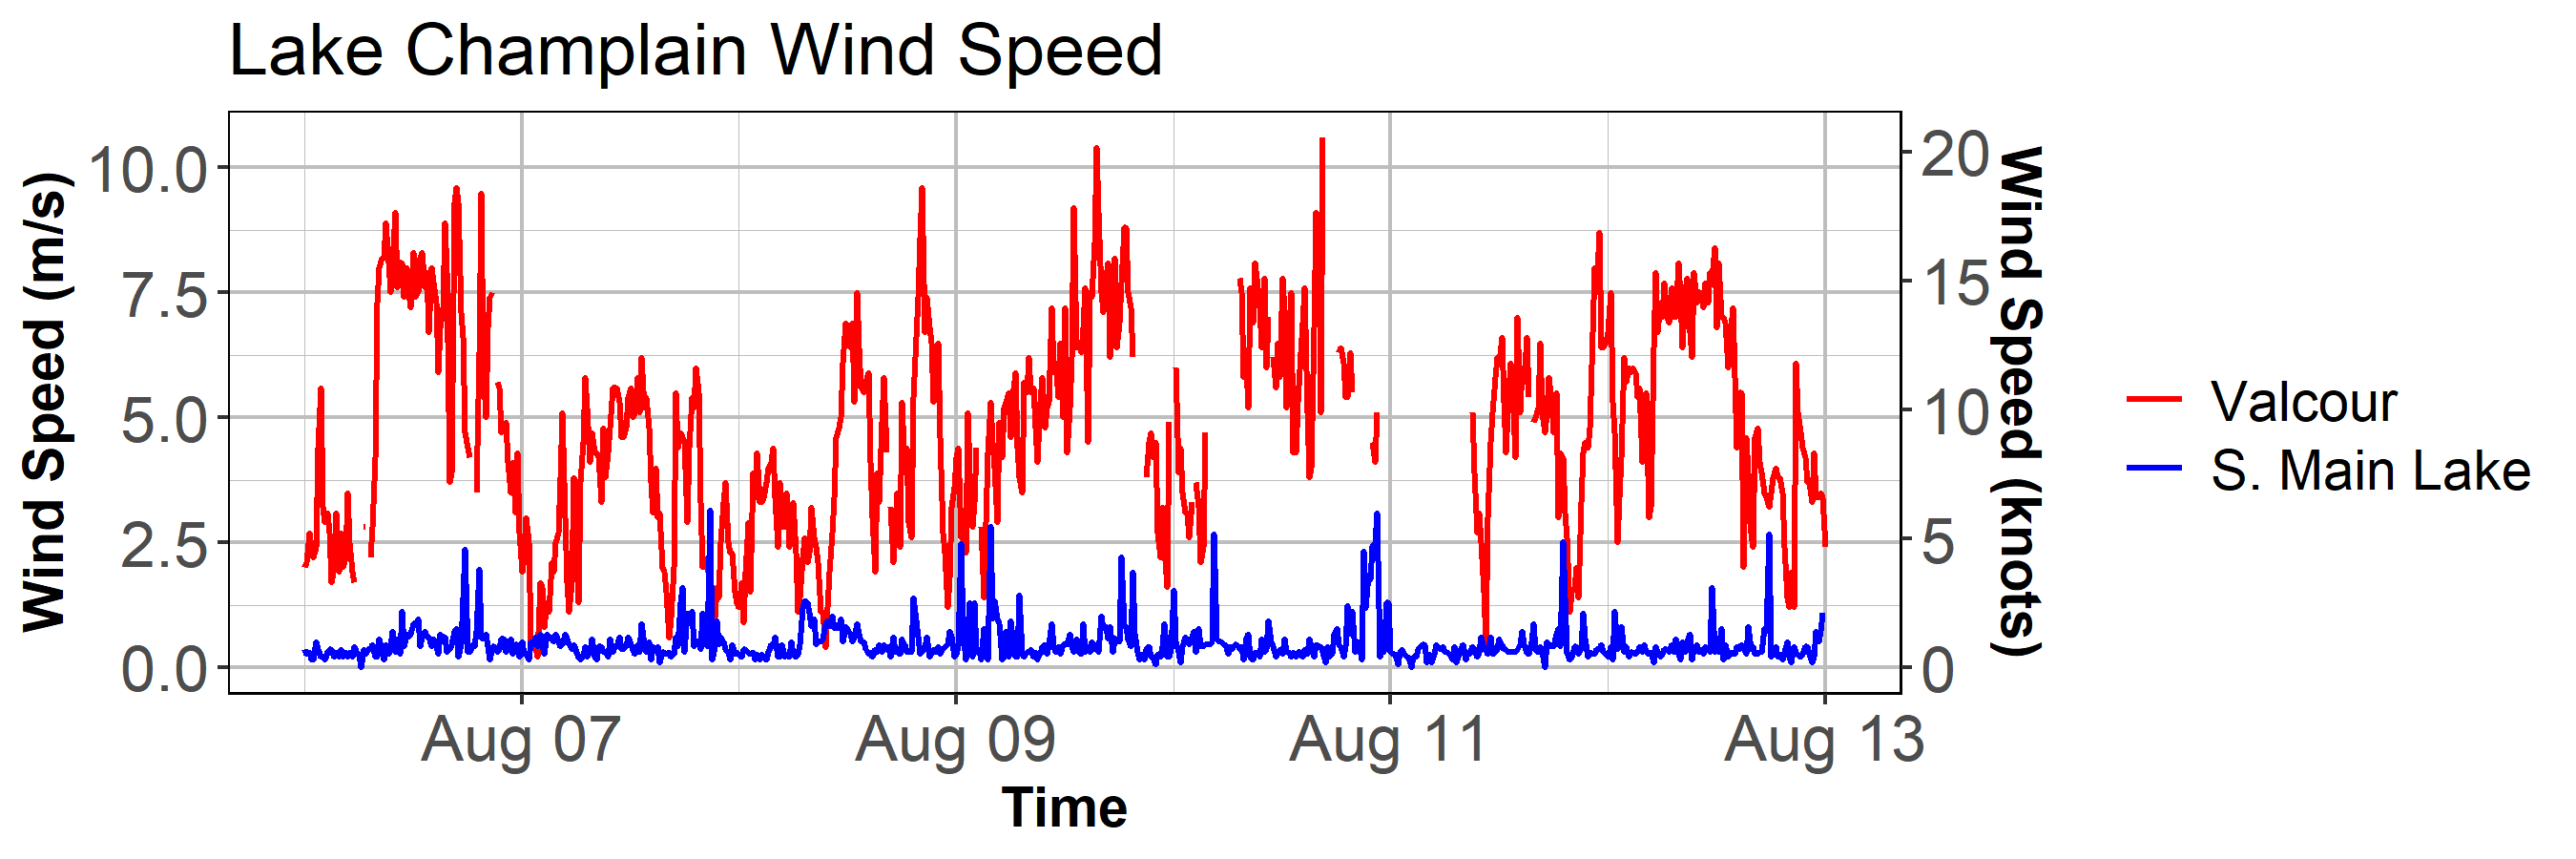 Lake Champlain Wind Speed
Wind Speed (m/s)
10.0
7.5
5.0
2.5
0.0
20
15
10
5
0
Wind Speed (knots)
Aug 07
Aug 09
Aug 11
Aug 13
Time
Valcour
S. Main Lake